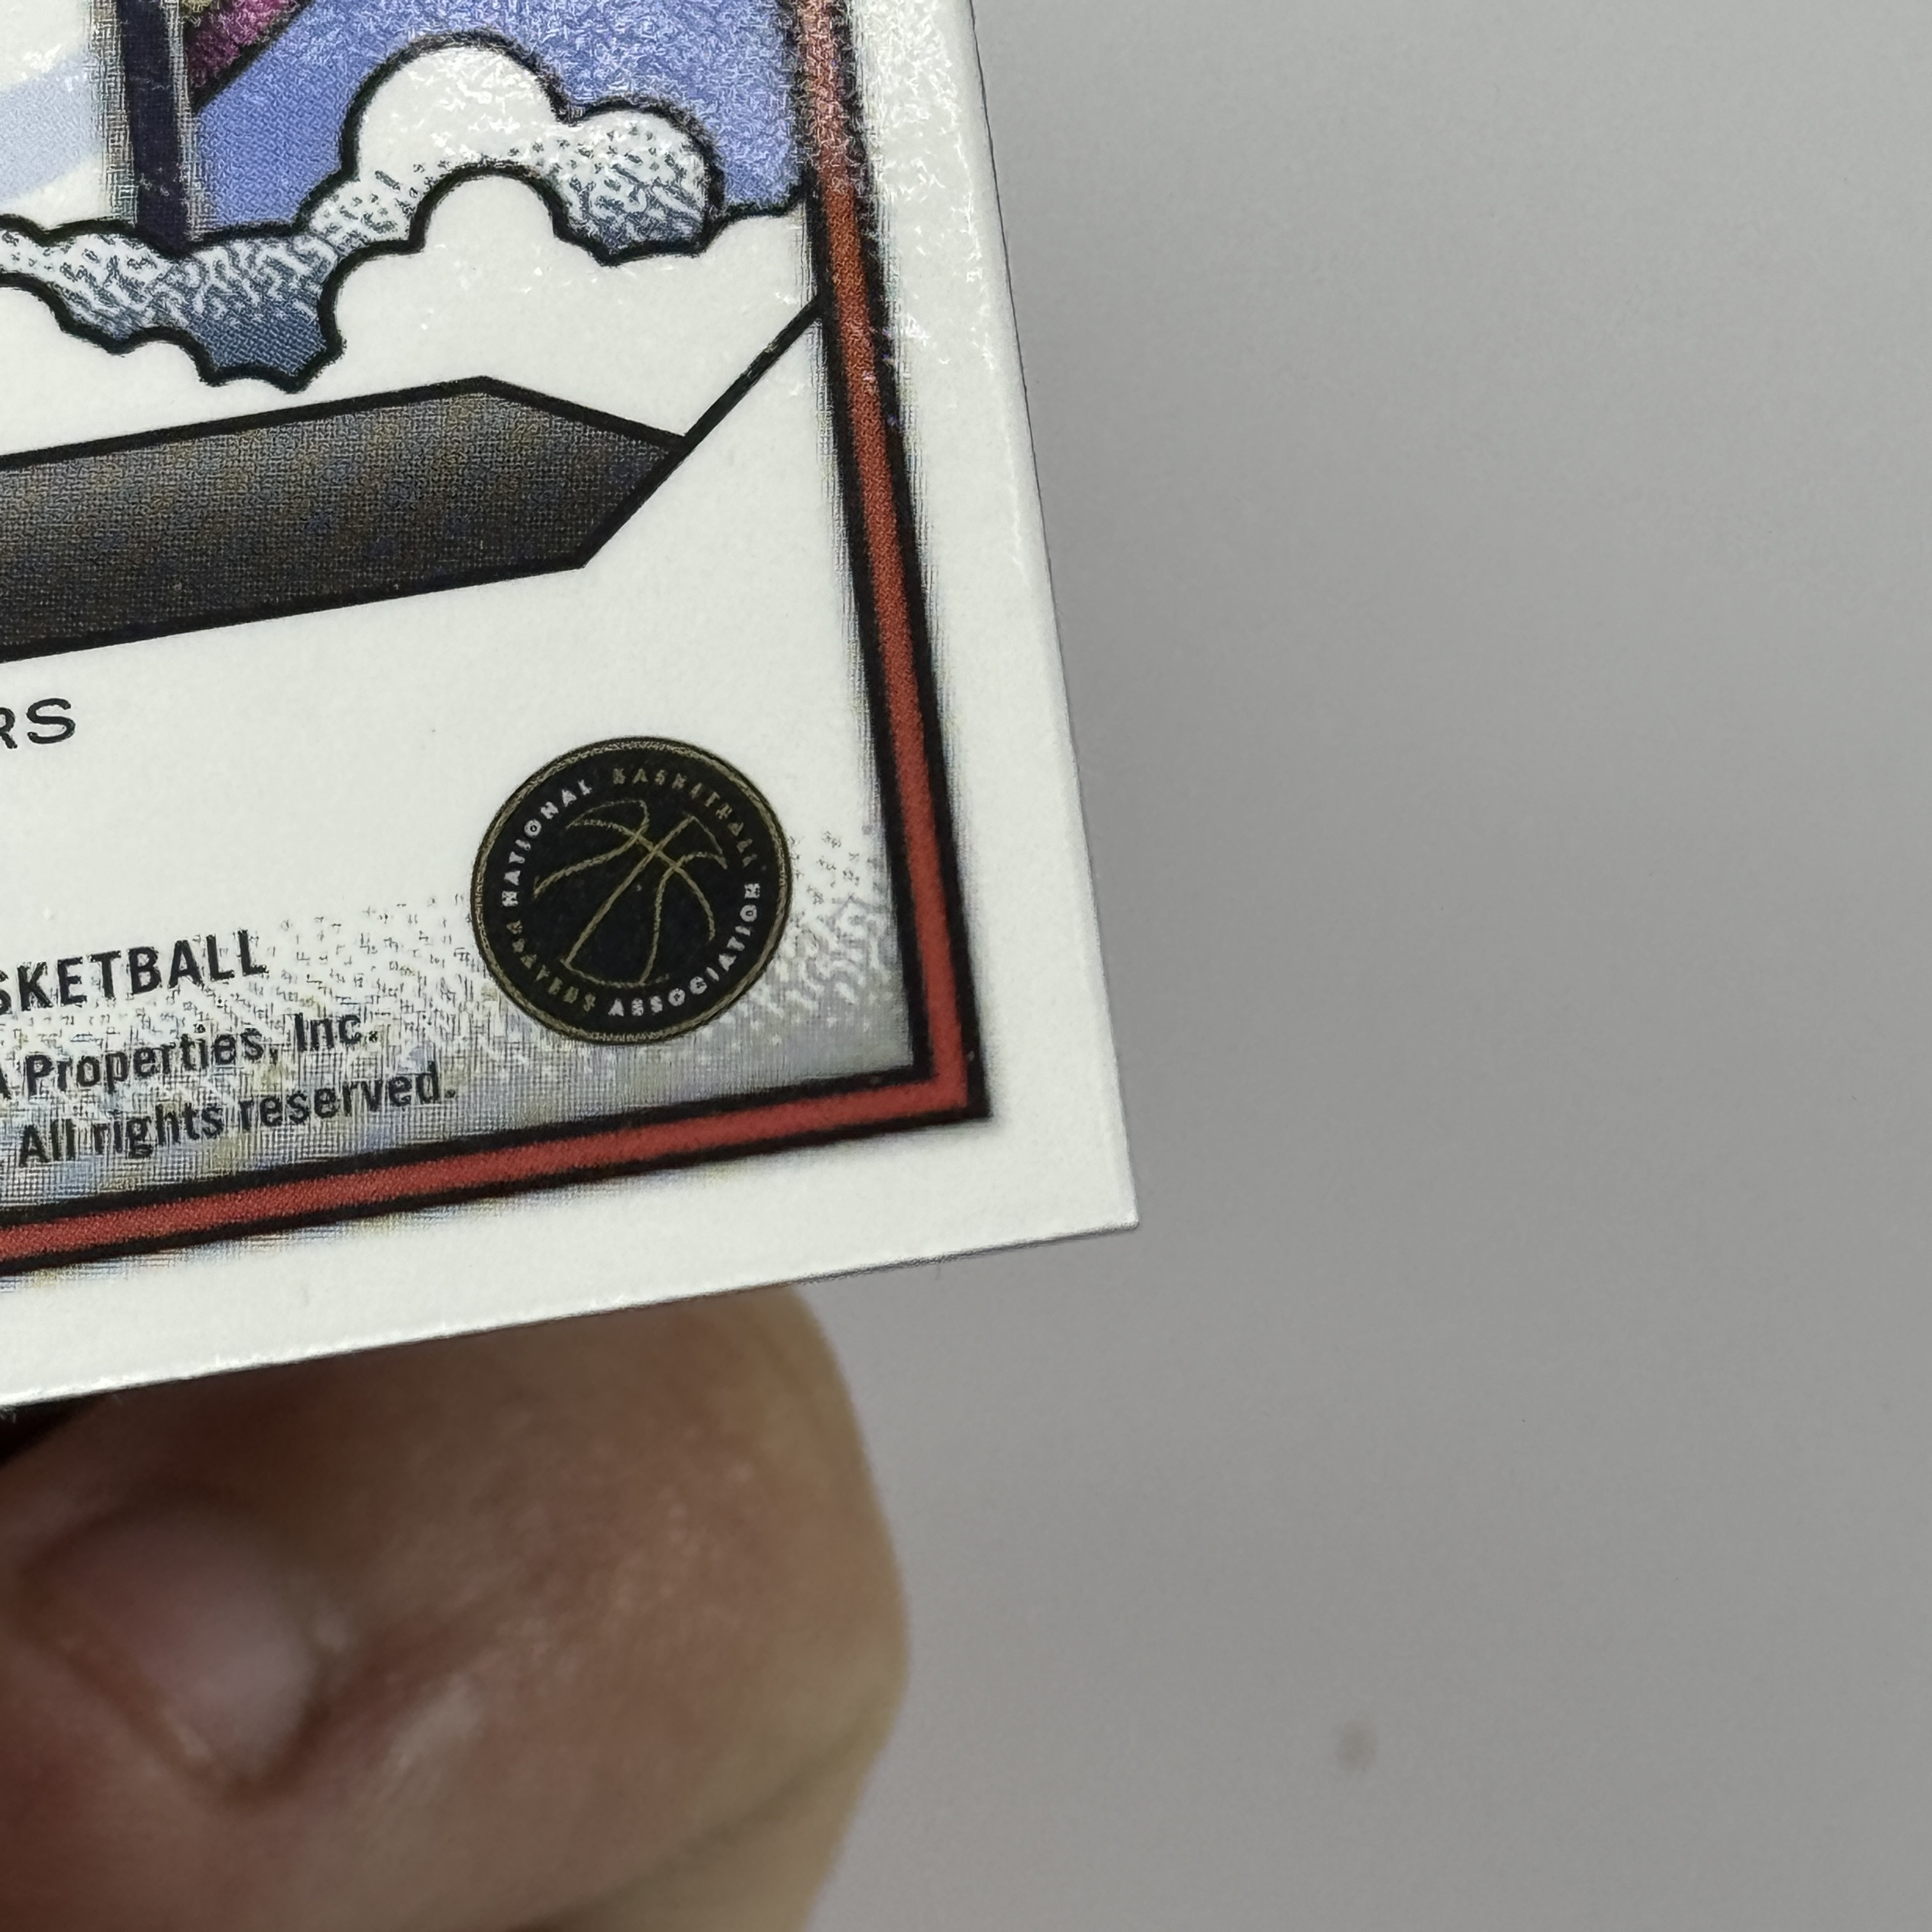 RS
NATIONAL BASKETBALL PLAYERS ASSOCIATION
SKETBALL
A Properties, Inc.
All rights reserved.